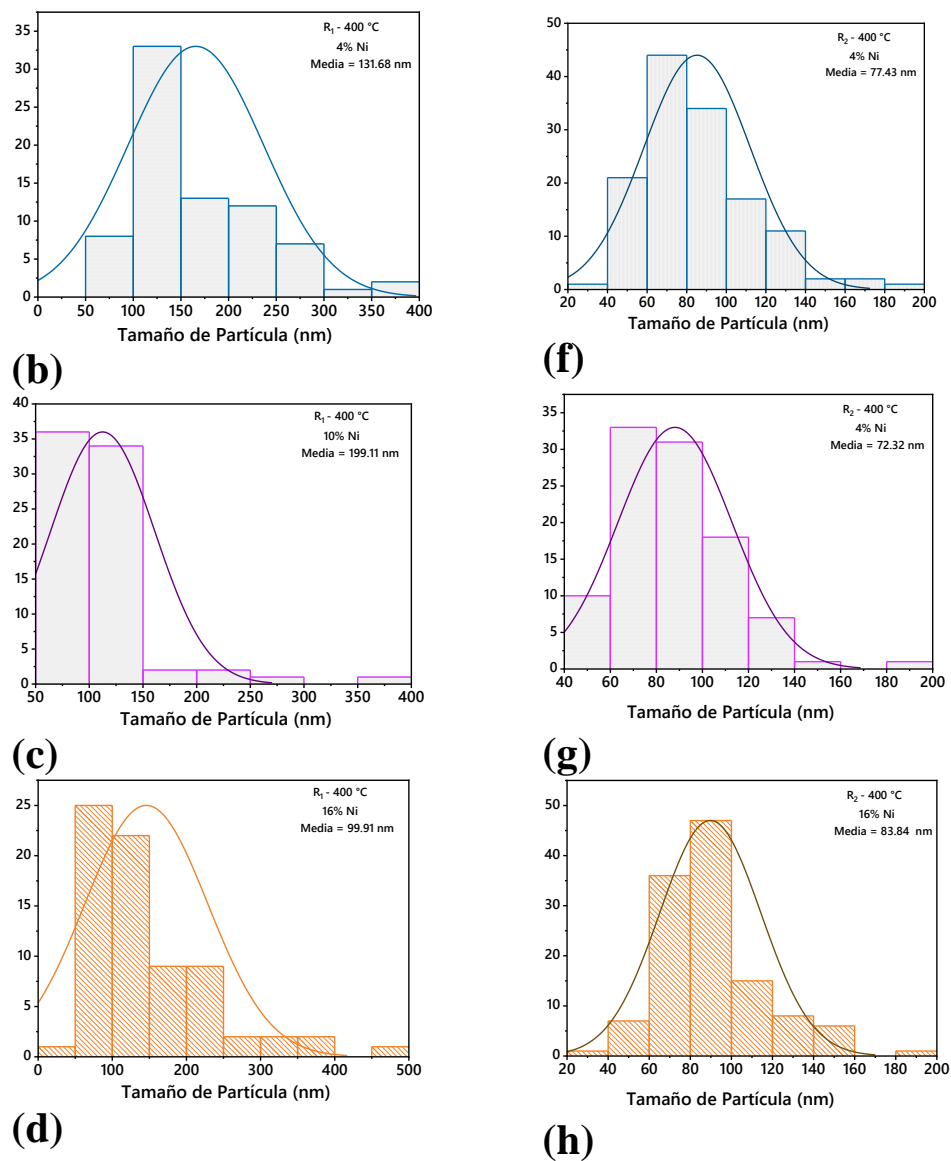 R₁ - 400 °C
4% Ni
Media = 131.68 nm
35
30
25
20
15
10
5
0
0 50 100 150 200 250 300 350 400
Tamaño de Partícula (nm)
(b)
R₂ - 400 °C
4% Ni
Media = 77.43 nm
50
40
30
20
10
0
20 40 60 80 100 120 140 160 180 200
Tamaño de Partícula (nm)
(f)
R₁ - 400 °C
10% Ni
Media = 199.11 nm
40
35
30
25
20
15
10
5
0
50 100 150 200 250 300 350 400
Tamaño de Partícula (nm)
(c)
R₂ - 400 °C
4% Ni
Media = 72.32 nm
35
30
25
20
15
10
5
0
40 60 80 100 120 140 160 180 200
Tamaño de Partícula (nm)
(g)
R₁ - 400 °C
16% Ni
Media = 99.91 nm
25
20
15
10
5
0
0 100 200 300 400 500
Tamaño de Partícula (nm)
(d)
R₂ - 400 °C
16% Ni
Media = 83.84 nm
50
40
30
20
10
0
20 40 60 80 100 120 140 160 180 200
Tamaño de Partícula (nm)
(h)